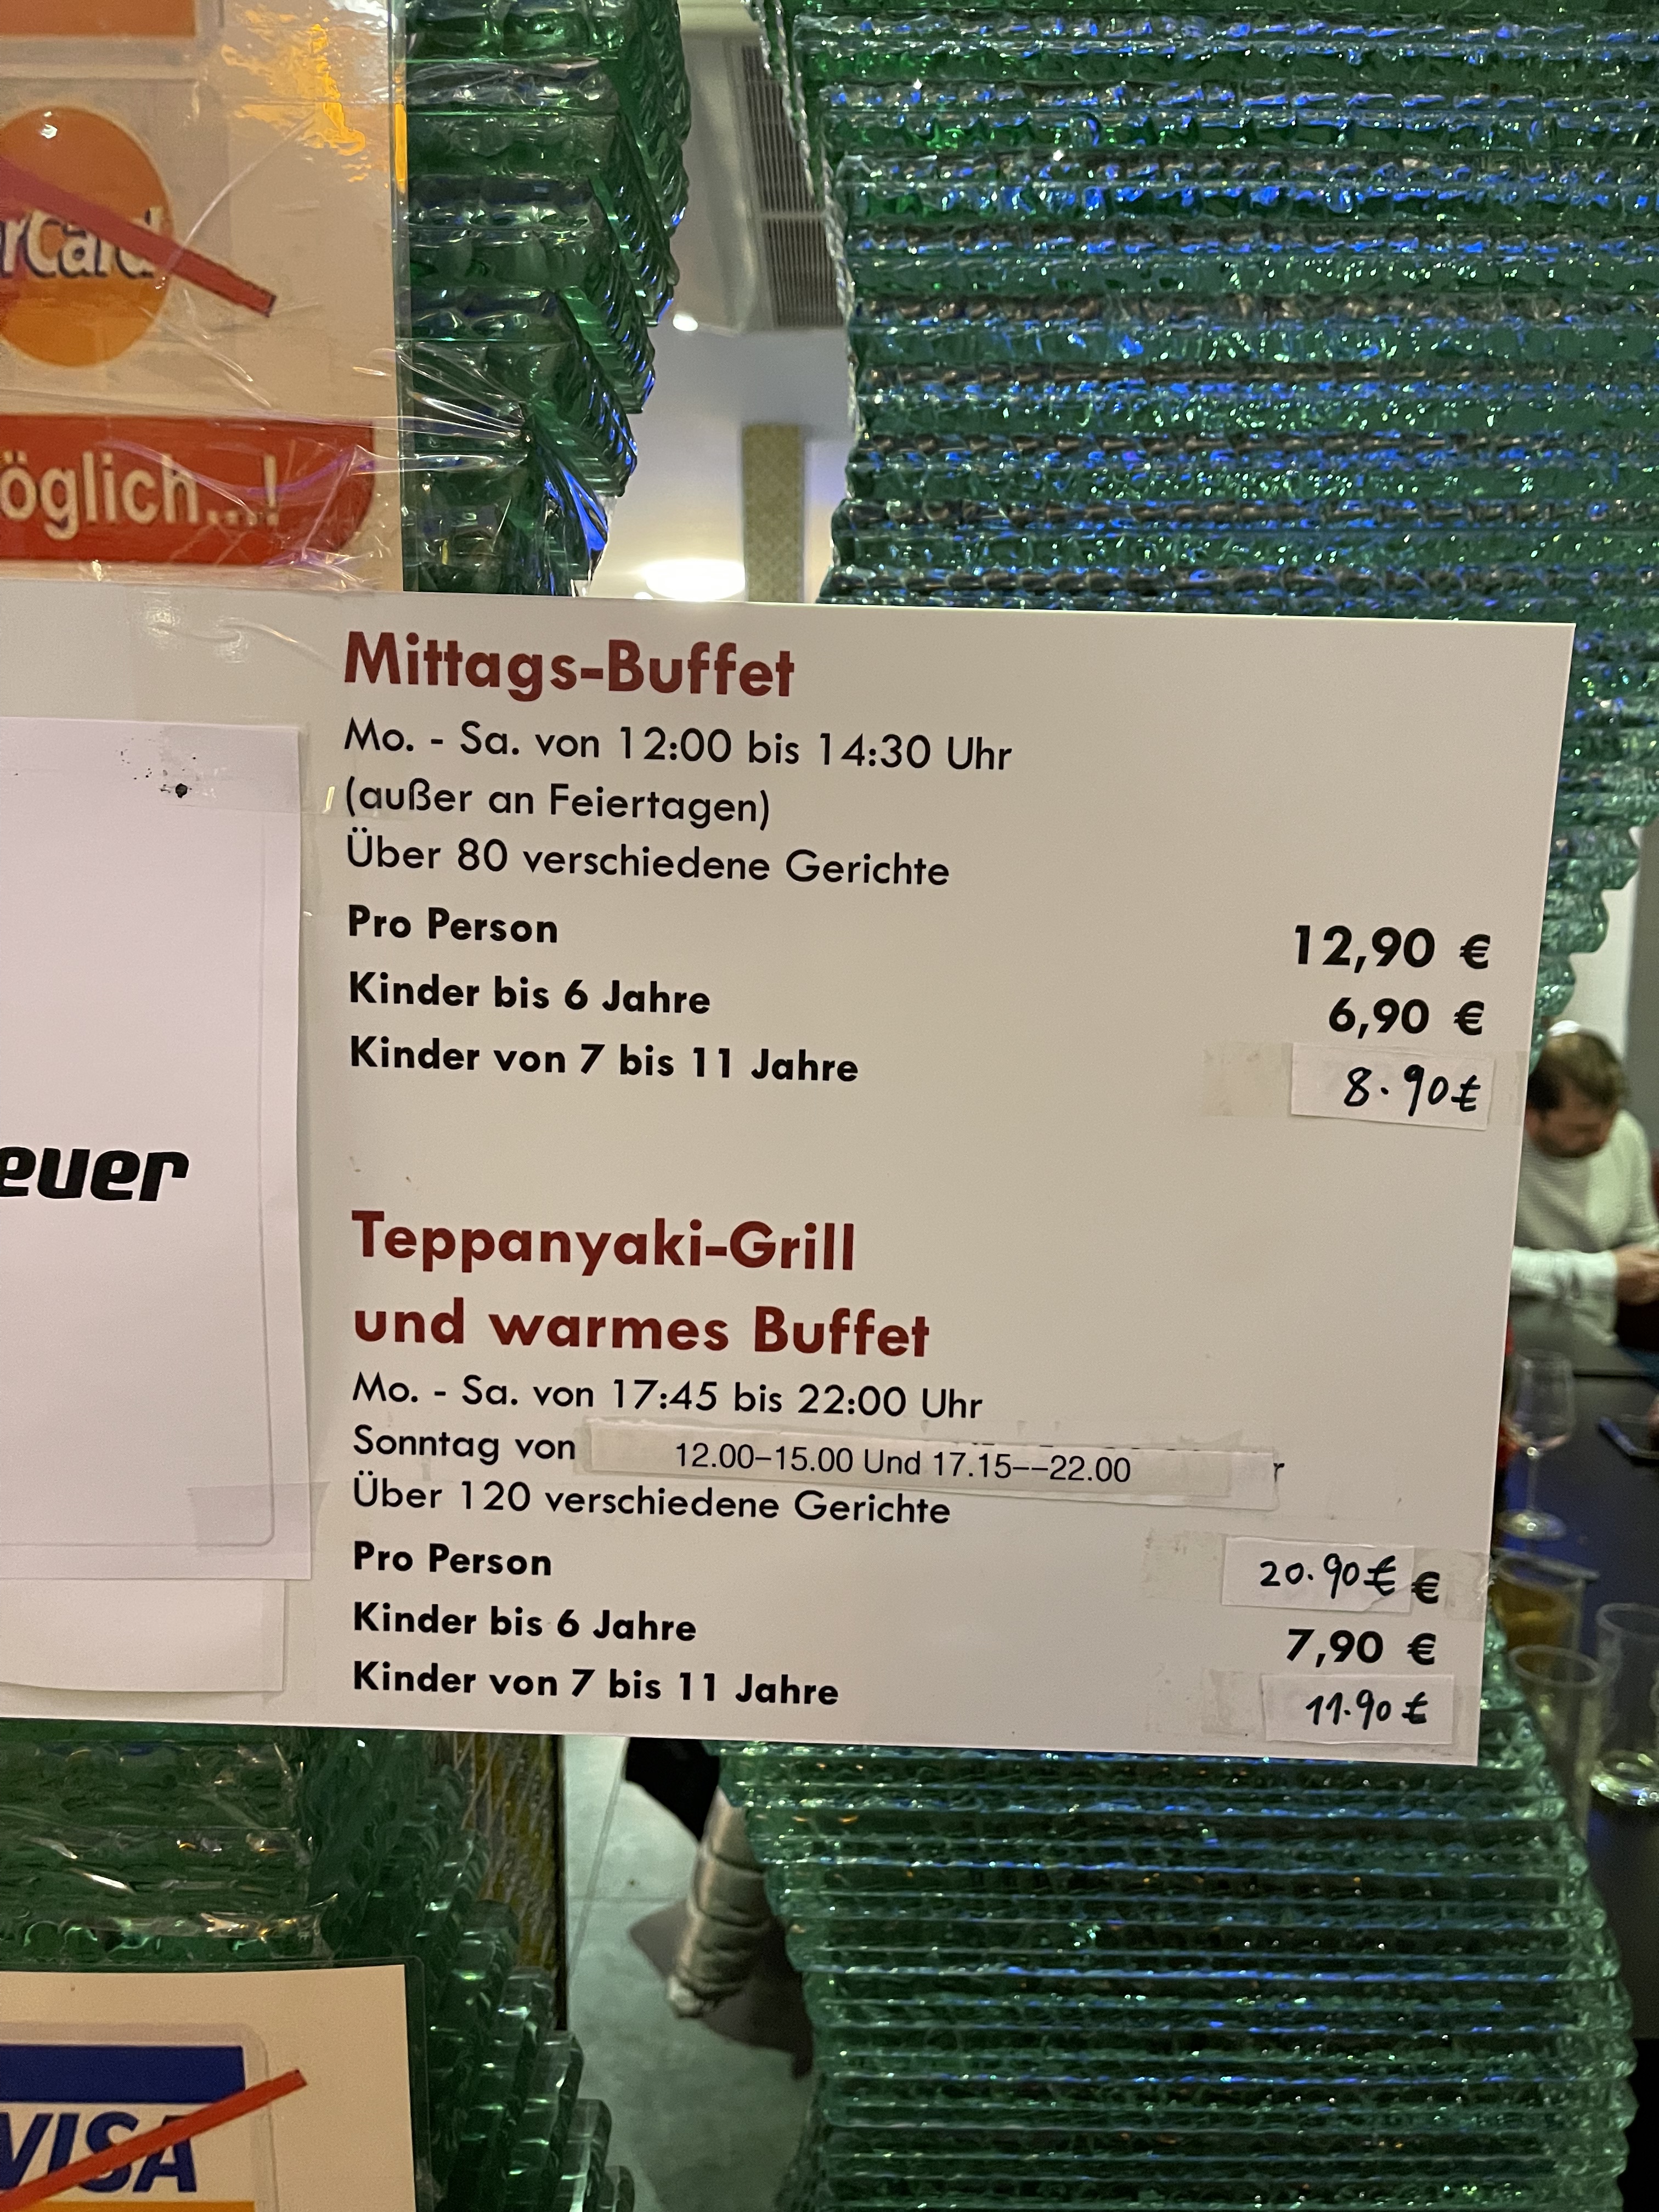 rCard
öglich...!
Mittags-Buffet
Mo. - Sa. von 12:00 bis 14:30 Uhr
(außer an Feiertagen)
Über 80 verschiedene Gerichte
Pro Person 12,90 €
Kinder bis 6 Jahre 6,90 €
Kinder von 7 bis 11 Jahre 8.90€
euer
Teppanyaki-Grill
und warmes Buffet
Mo. - Sa. von 17:45 bis 22:00 Uhr
Sonntag von 12.00–15.00 Und 17.15––22.00 r
Über 120 verschiedene Gerichte
Pro Person 20.90€ €
Kinder bis 6 Jahre 7,90 €
Kinder von 7 bis 11 Jahre 11.90 €
VISA